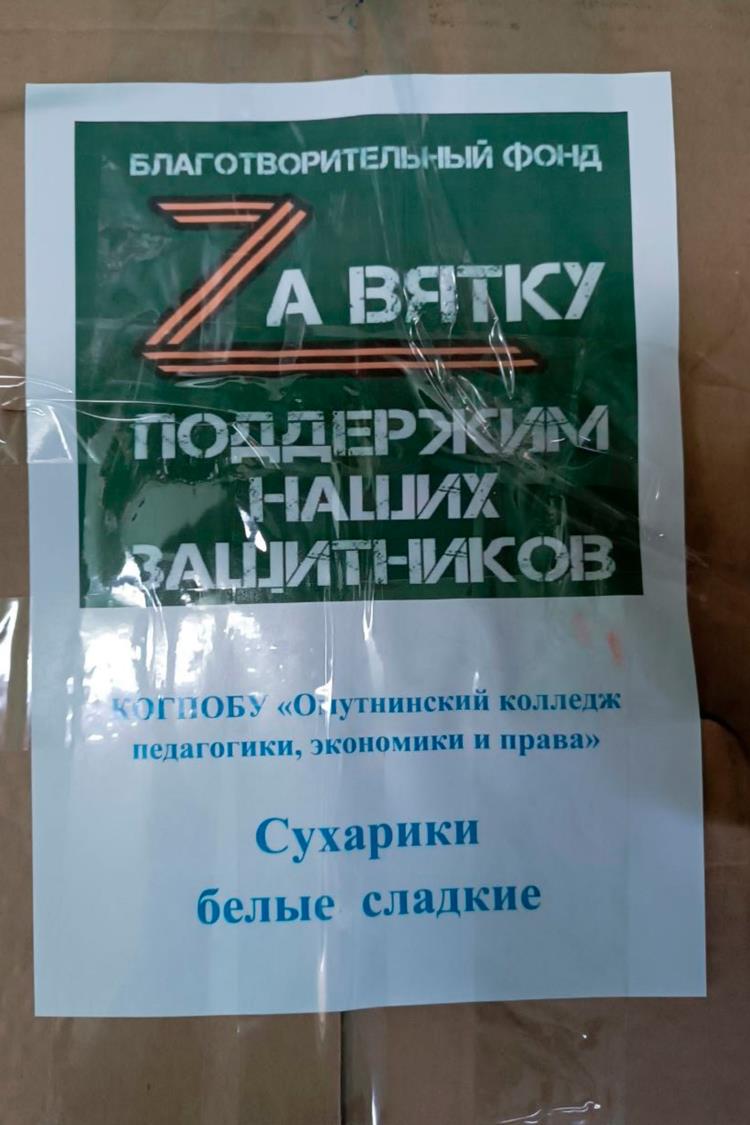 БЛАГОТВОРИТЕЛЬНЫЙ ФОНД
ZА ВЯТКУ
ПОДДЕРЖИМ
НАШИХ
ЗАЩИТНИКОВ
КОГПОБУ «Омутнинский колледж
педагогики, экономики и права»
Сухарики
белые сладкие